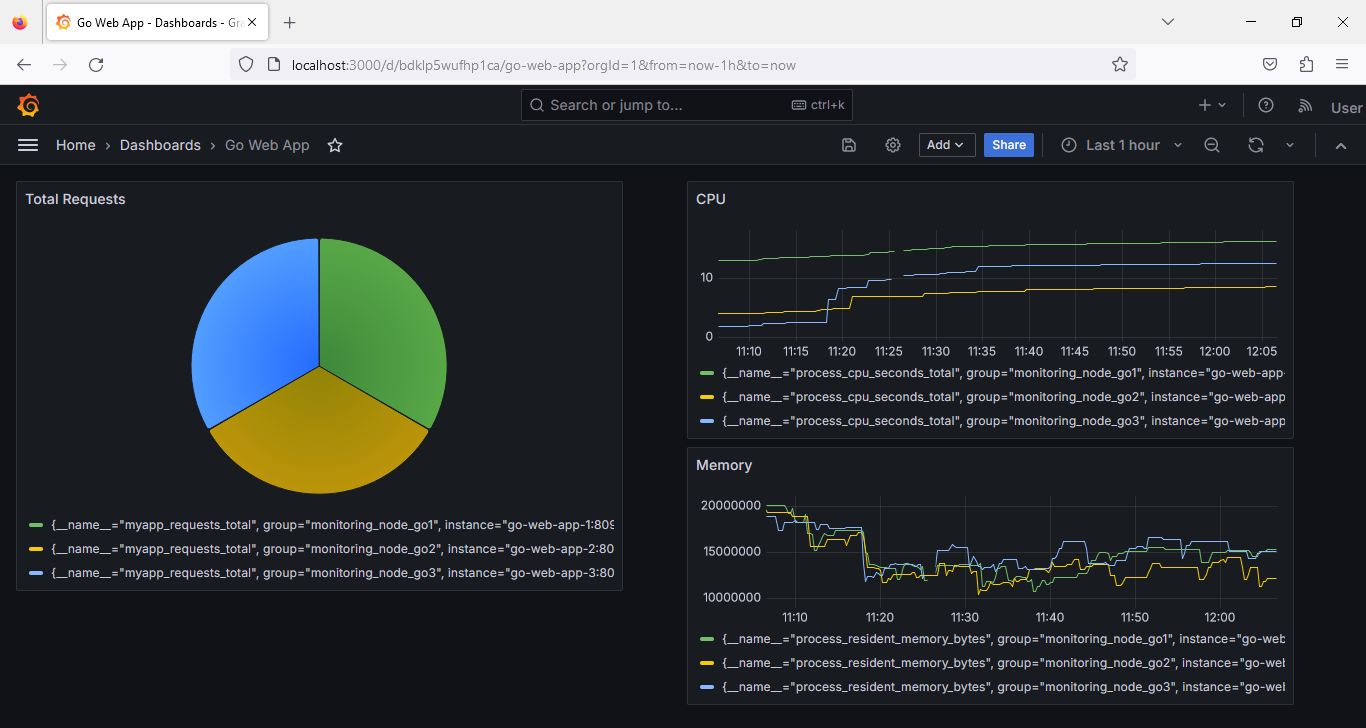 Go Web App - Dashboards - Gra
localhost:3000/d/bdklp5wufhp1ca/go-web-app?orgId=1&from=now-1h&to=now
Search or jump to... ctrl+k
User
Home › Dashboards › Go Web App
Add
Share
Last 1 hour
Total Requests
{__name__="myapp_requests_total", group="monitoring_node_go1", instance="go-web-app-1:809
{__name__="myapp_requests_total", group="monitoring_node_go2", instance="go-web-app-2:80
{__name__="myapp_requests_total", group="monitoring_node_go3", instance="go-web-app-3:80
CPU
10
0
11:10 11:15 11:20 11:25 11:30 11:35 11:40 11:45 11:50 11:55 12:00 12:05
{__name__="process_cpu_seconds_total", group="monitoring_node_go1", instance="go-web-app-
{__name__="process_cpu_seconds_total", group="monitoring_node_go2", instance="go-web-app
{__name__="process_cpu_seconds_total", group="monitoring_node_go3", instance="go-web-app
Memory
20000000
15000000
10000000
11:10 11:20 11:30 11:40 11:50 12:00
{__name__="process_resident_memory_bytes", group="monitoring_node_go1", instance="go-web
{__name__="process_resident_memory_bytes", group="monitoring_node_go2", instance="go-wel
{__name__="process_resident_memory_bytes", group="monitoring_node_go3", instance="go-wel